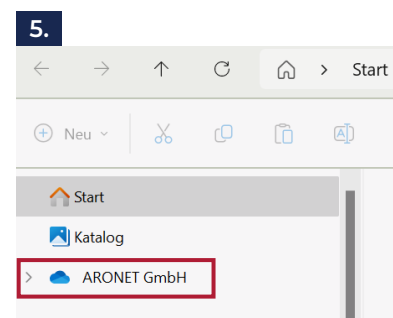 5.
Start
Neu
Start
Katalog
ARONET GmbH